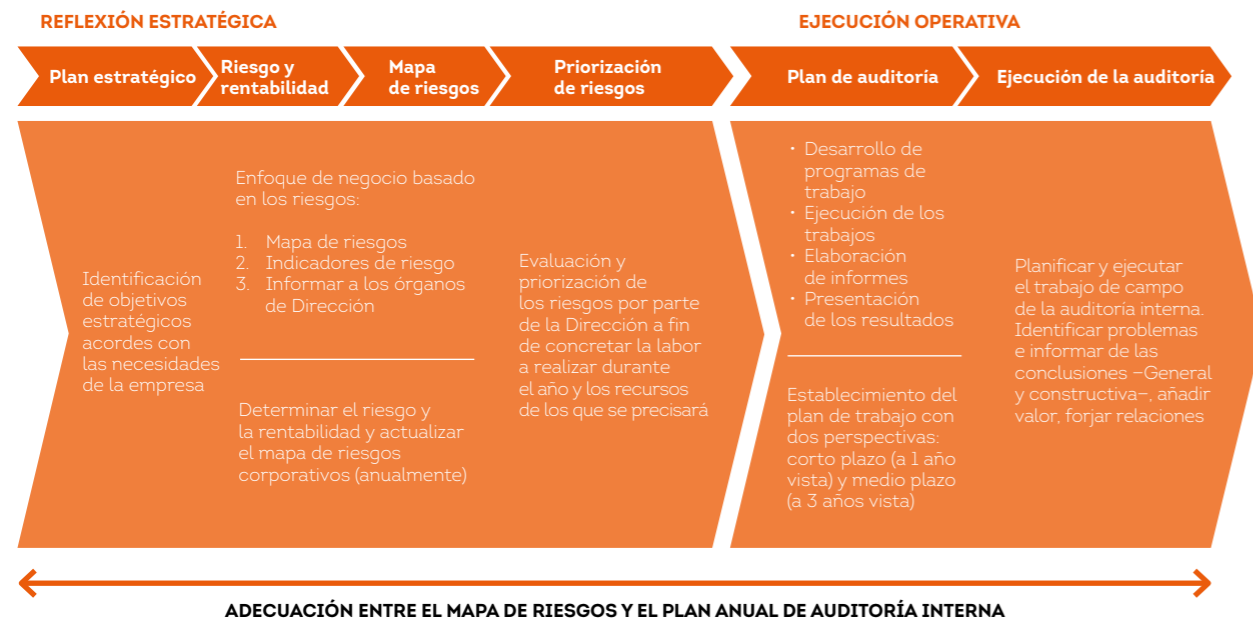 REFLEXIÓN ESTRATÉGICA
EJECUCIÓN OPERATIVA
Plan estratégico
Riesgo y
rentabilidad
Mapa
de riesgos
Priorización
de riesgos
Plan de auditoría
Ejecución de la auditoría
Identificación
de objetivos
estratégicos
acordes con
las necesidades
de la empresa
Enfoque de negocio basado
en los riesgos:
1. Mapa de riesgos
2. Indicadores de riesgo
3. Informar a los órganos
de Dirección
Determinar el riesgo y
la rentabilidad y actualizar
el mapa de riesgos
corporativos (anualmente)
Evaluación y
priorización de
los riesgos por parte
de la Dirección a fin
de concretar la labor
a realizar durante
el año y los recursos
de los que se precisará
• Desarrollo de
programas de
trabajo
• Ejecución de los
trabajos
• Elaboración
de informes
• Presentación
de los resultados
Establecimiento del
plan de trabajo con
dos perspectivas:
corto plazo (a 1 año
vista) y medio plazo
(a 3 años vista)
Planificar y ejecutar
el trabajo de campo
de la auditoría interna.
Identificar problemas
e informar de las
conclusiones –General
y constructiva–, añadir
valor, forjar relaciones
ADECUACIÓN ENTRE EL MAPA DE RIESGOS Y EL PLAN ANUAL DE AUDITORÍA INTERNA